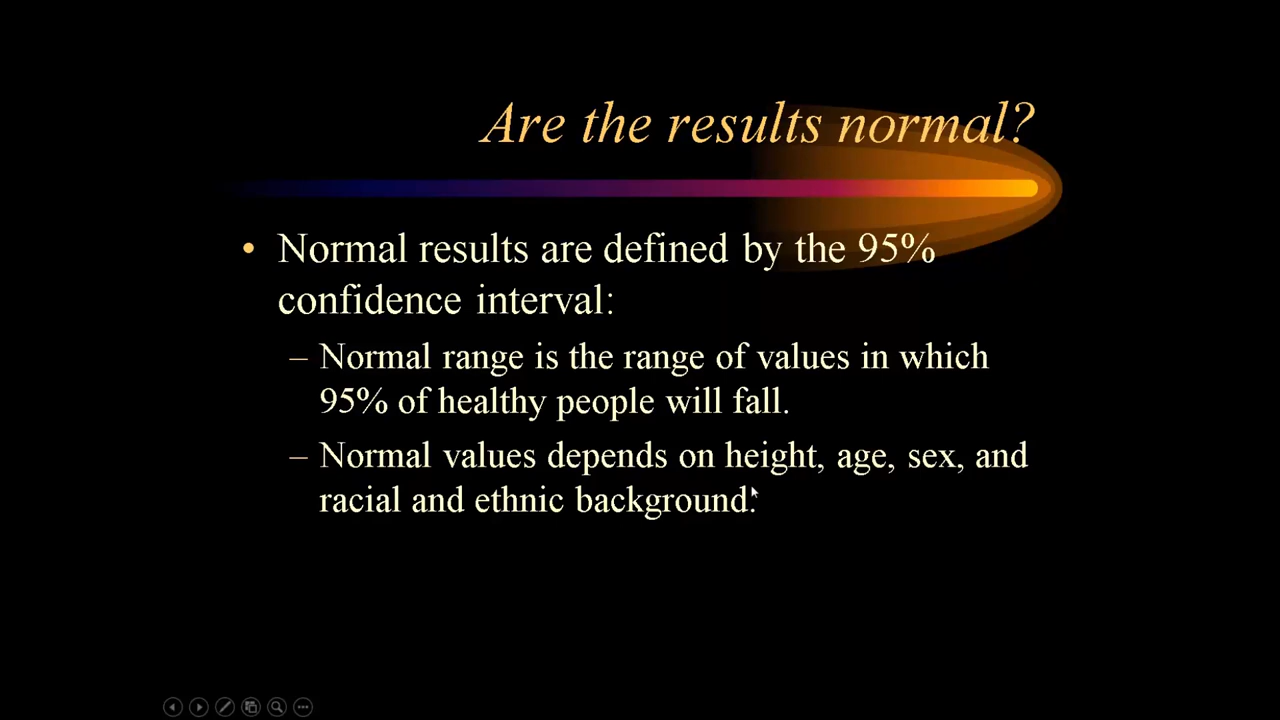 Are the results normal?
• Normal results are defined by the 95%
confidence interval:
– Normal range is the range of values in which
95% of healthy people will fall.
– Normal values depends on height, age, sex, and
racial and ethnic background.